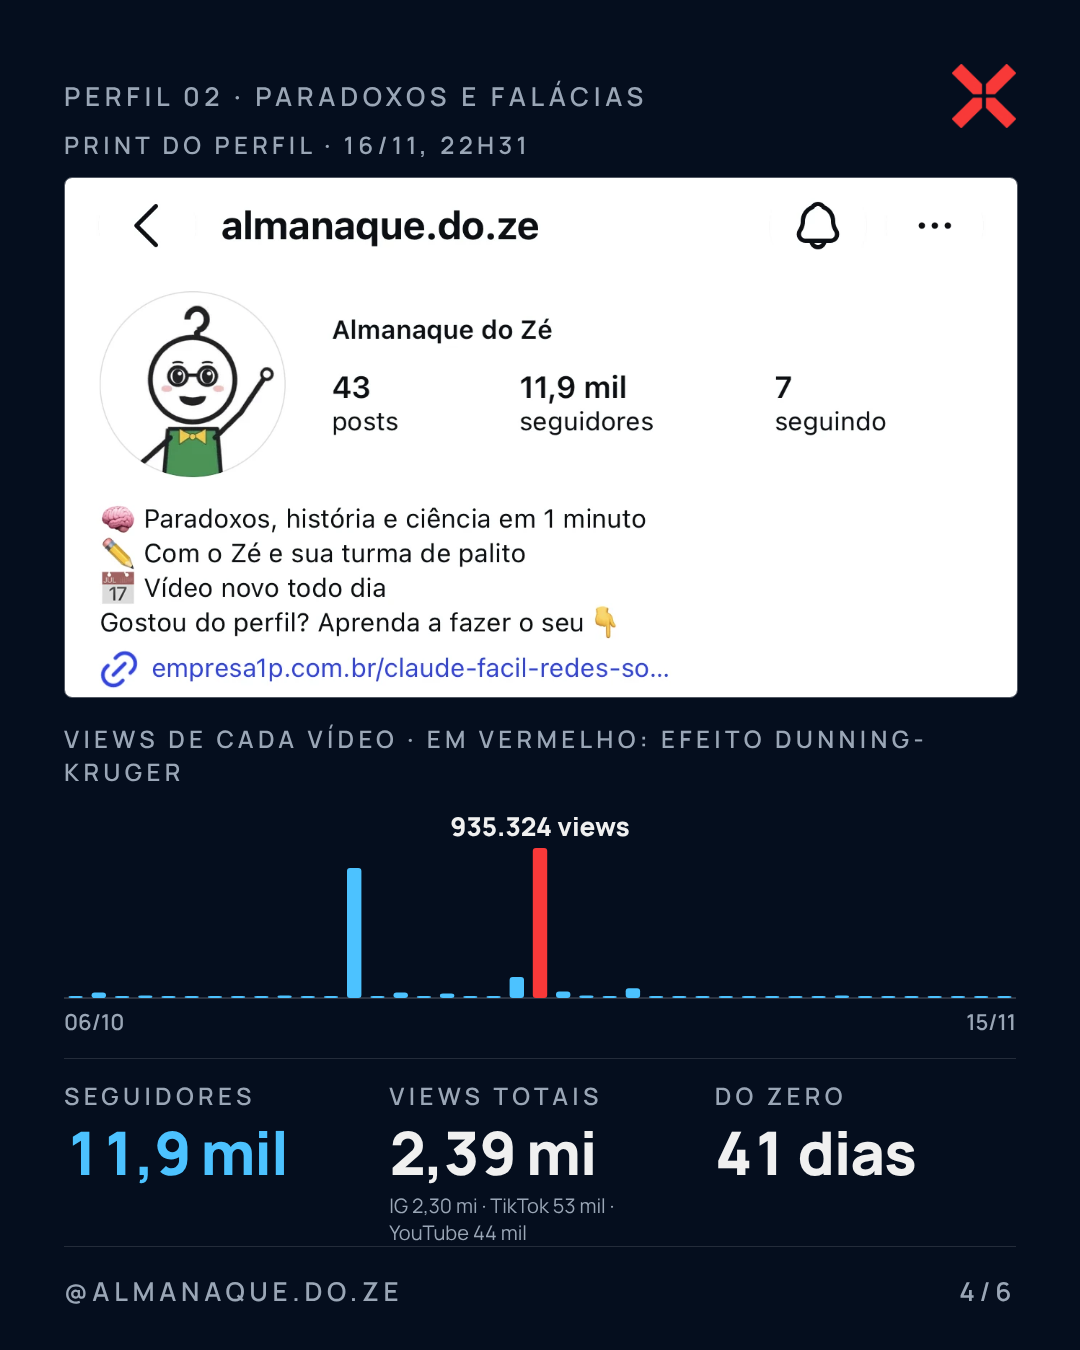 PERFIL 02 · PARADOXOS E FALÁCIAS
PRINT DO PERFIL · 16/11, 22H31
almanaque.do.ze
Almanaque do Zé
43 11,9 mil 7
posts seguidores seguindo
🧠 Paradoxos, história e ciência em 1 minuto
✏️ Com o Zé e sua turma de palito
📅 Vídeo novo todo dia
Gostou do perfil? Aprenda a fazer o seu 👇
empresa1p.com.br/claude-facil-redes-so...
VIEWS DE CADA VÍDEO · EM VERMELHO: EFEITO DUNNING-
KRUGER
935.324 views
06/10 15/11
SEGUIDORES VIEWS TOTAIS DO ZERO
11,9 mil 2,39 mi 41 dias
IG 2,30 mi · TikTok 53 mil ·
YouTube 44 mil
@ALMANAQUE.DO.ZE 4/6